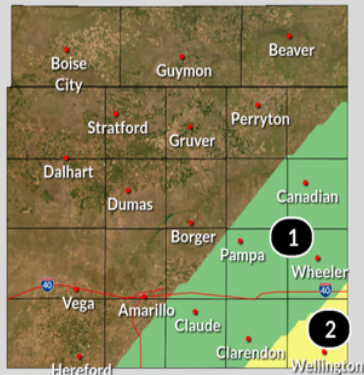 Beaver
Boise
City
Guymon
Perryton
Stratford
Gruver
Dalhart
Canadian
Dumas
Borger
1
Pampa
Wheeler
40
40
Vega
Amarillo
Claude
2
Clarendon
Hereford
Wellington